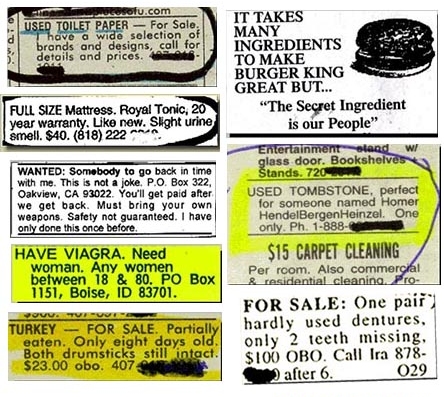 USED TOILET PAPER — For Sale.
I have a wide selection of
brands and designs, call for
details and prices.
FULL SIZE Mattress. Royal Tonic, 20
year warranty. Like new. Slight urine
smell. $40. (818) 222
WANTED: Somebody to go back in time
with me. This is not a joke. P.O. Box 322,
Oakview, CA 93022. You'll get paid after
we get back. Must bring your own
weapons. Safety not guaranteed. I have
only done this once before.
HAVE VIAGRA. Need
woman. Any women
between 18 & 80. PO Box
1151, Boise, ID 83701.
TURKEY — FOR SALE. Partially
eaten. Only eight days old.
Both drumsticks still intact.
$23.00 obo. 407
IT TAKES
MANY
INGREDIENTS
TO MAKE
BURGER KING
GREAT BUT...
"The Secret Ingredient
is our People"
Entertainment stand w/
glass door. Bookshelves
Stands. 720
USED TOMBSTONE, perfect
for someone named Homer
HendelBergenHeinzel. One
only. Ph. 1-888-
$15 CARPET CLEANING
Per room. Also commercial
& residential cleaning. Pro-
FOR SALE: One pair
hardly used dentures,
only 2 teeth missing,
$100 OBO. Call Ira 878-
after 6. O29